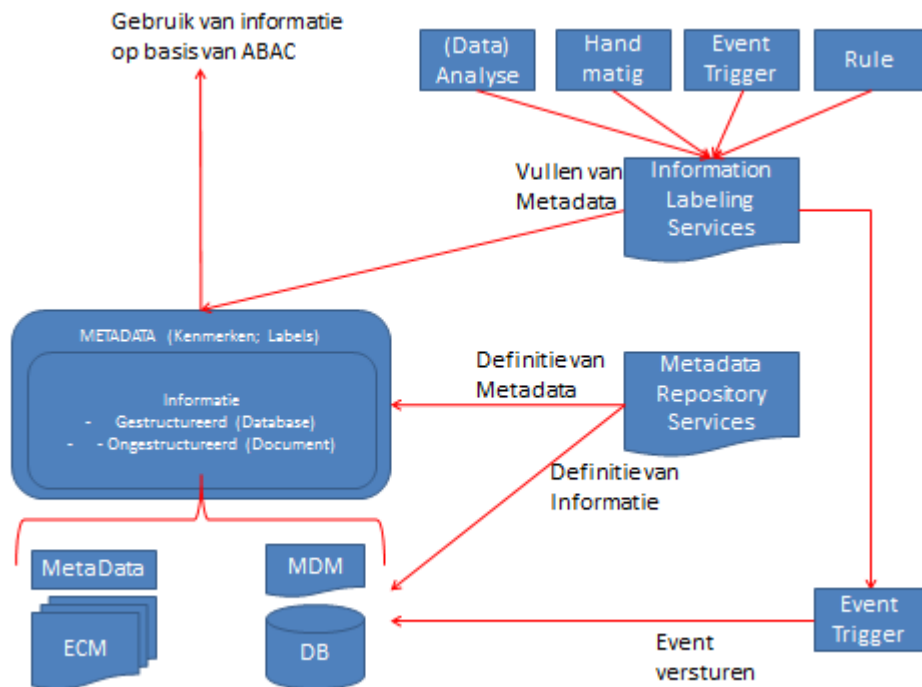 Gebruik van informatie
op basis van ABAC
(Data)
Analyse
Hand
matig
Event
Trigger
Rule
Vullen van
Metadata
Information
Labeling
Services
METADATA (Kenmerken; Labels)
Informatie
- Gestructureerd (Database)
- - Ongestructureerd (Document)
Definitie van
Metadata
Metadata
Repository
Services
Definitie van
Informatie
MetaData
ECM
MDM
DB
Event
versturen
Event
Trigger